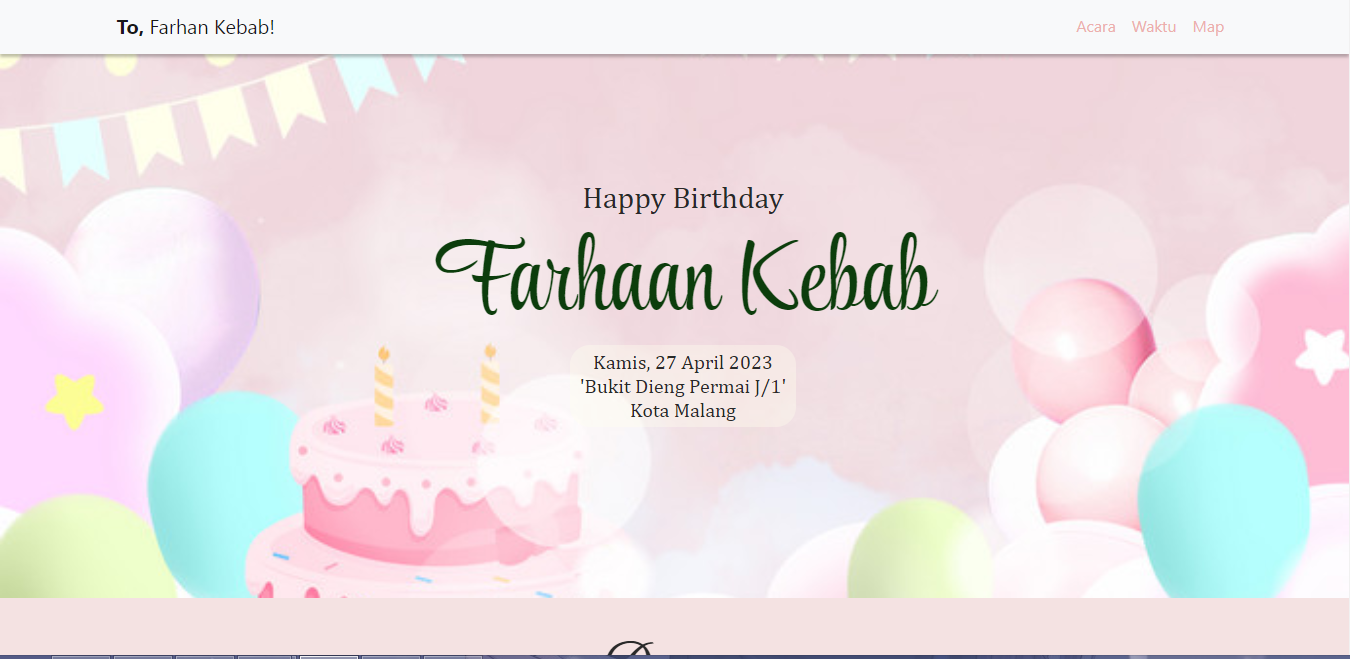 To, Farhan Kebab!
Acara Waktu Map
Happy Birthday
Farhaan Kebab
Kamis, 27 April 2023
'Bukit Dieng Permai J/1'
Kota Malang